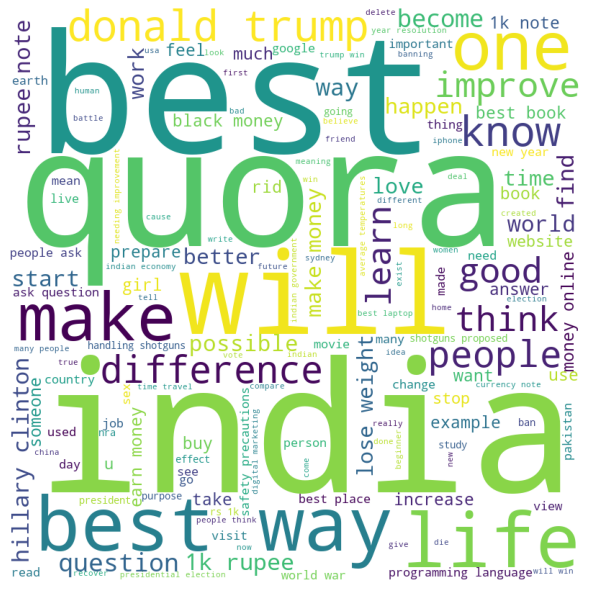 donald trump
become
1k note
delete
year resolution
usa
feel
google
important
look
trump win
banning
one
rupee note
earth
work
much
first
human
best
way
improve
battle
bad
going
happen
best book
black money
friend
believe
iphone
thing
know
quora
new year
mean
needing improvement
meaning
win
deal
live
cause
rid
love
time
different
book
average temperatures
created
people ask
prepare
write
make money
learn
long
world
find
website
indian economy
better
future
indian government
sydney
women
need
start
exist
good
money online
ask question
girl
tell
made
home
answer
election
make
will
best laptop
think
possible
many people
handling shotguns
movie
many
idea
shotguns proposed
true
vote
indian
difference
people
hillary clinton
someone
country
sex
time travel
compare
lose weight
change
currency note
want
use
india
stop
pakistan
used
nra
job
safety precautions
digital marketing
example
really
ban
china
buy
person
done
beginner
study
day
u
earn money
effect
see
come
new
go
president
purpose
rs 1k
take
best place
increase
view
best way
people think
life
visit
now
give
die
question
1k rupee
read
recover
presidential election
world war
programming language
will win